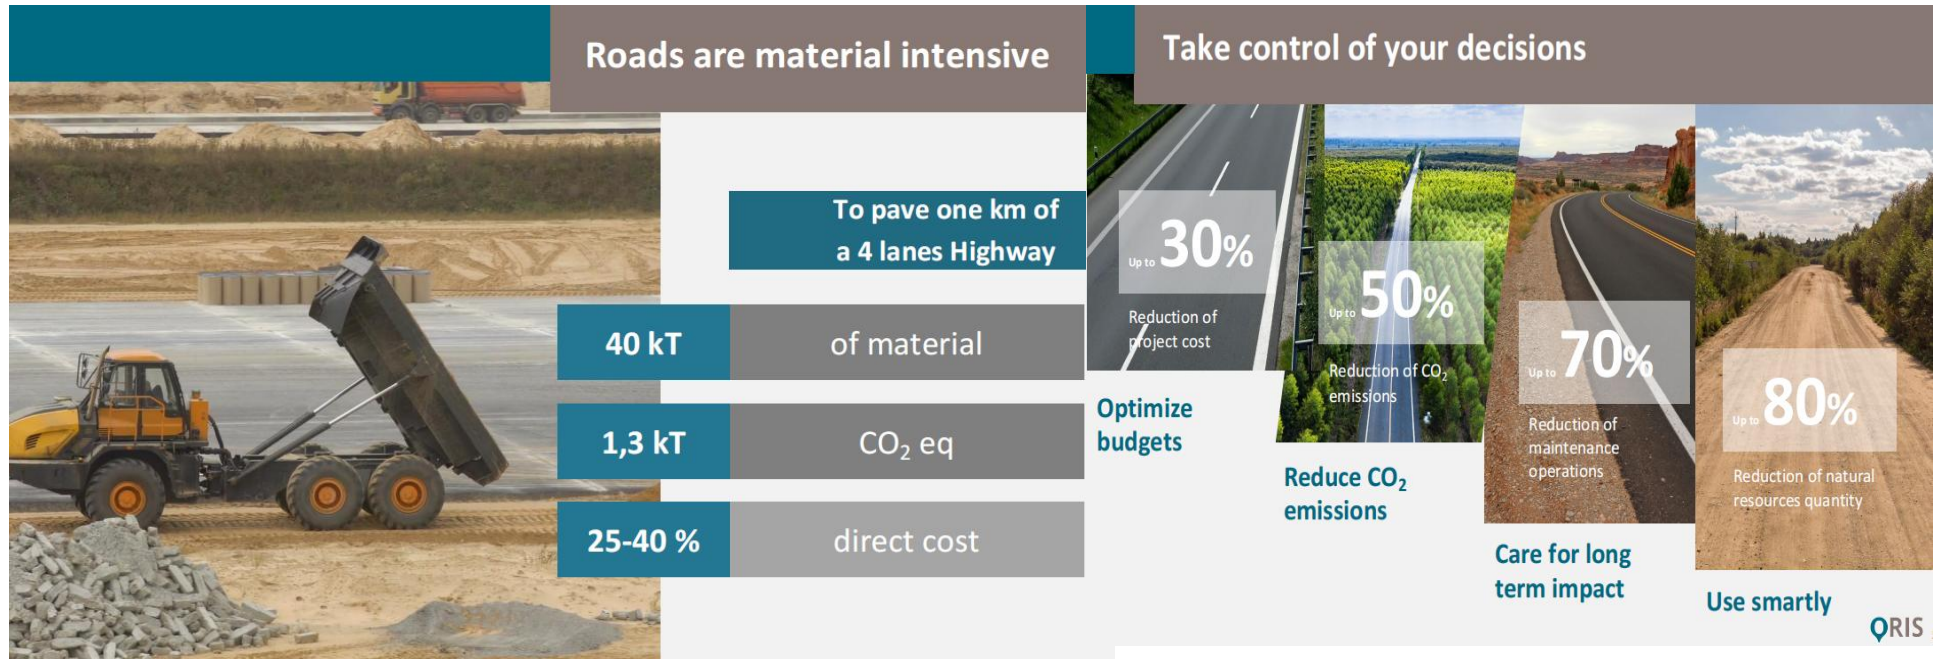 Roads are material intensive
To pave one km of
a 4 lanes Highway
40 kT of material
1,3 kT CO₂ eq
25-40 % direct cost
Take control of your decisions
Up to 30%
Reduction of
project cost
Optimize
budgets
Up to 50%
Reduction of CO₂
emissions
Reduce CO₂
emissions
Up to 70%
Reduction of
maintenance
operations
Care for long
term impact
Up to 80%
Reduction of natural
resources quantity
Use smartly
ORIS